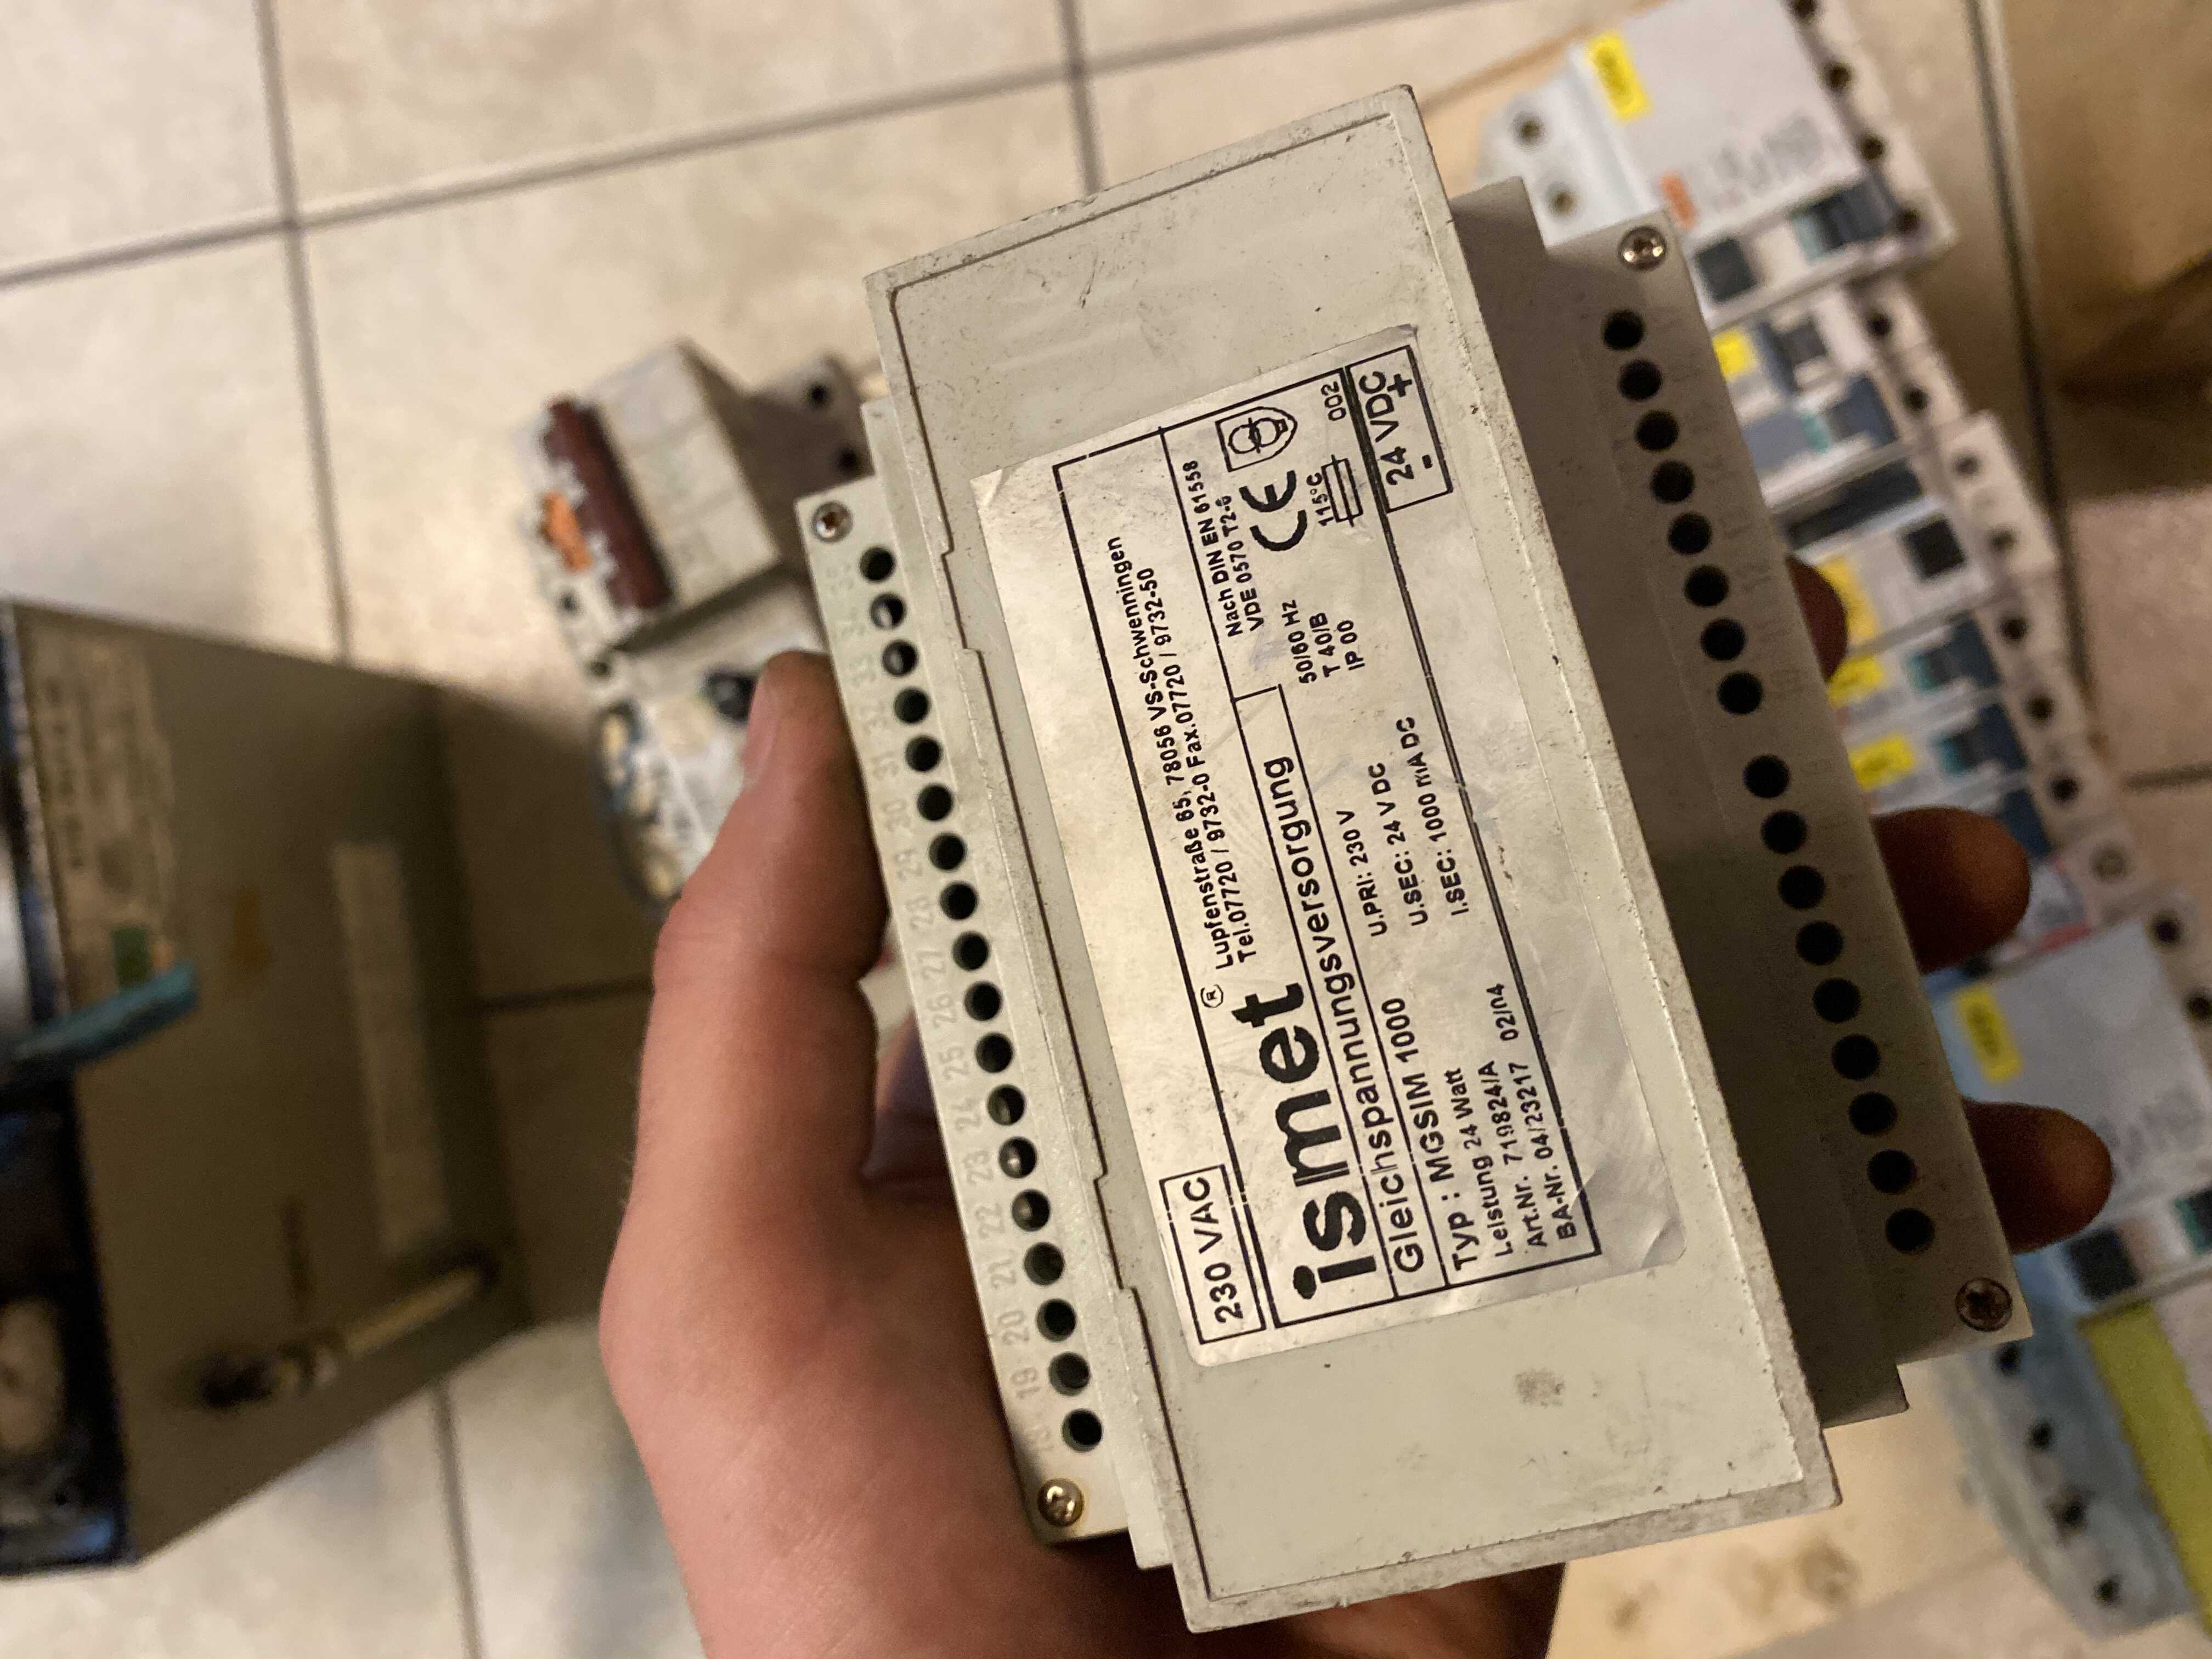 230 VAC
ismet ®
Lupfenstraße 65, 78056 VS-Schwenningen
Tel.07720 / 9732-0 Fax.07720 / 9732-50
Gleichspannungsversorgung
Nach DIN EN 61558
VDE 0570 T2-6
Typ : MGSIM 1000
U.PRI: 230 V
50/60 Hz
CE
Leistung 24 Watt
U.SEC: 24 V DC
T 40/B
115°C
002
Art.Nr. 719824/A
I.SEC: 1000 mA DC
IP 00
BA-Nr. 04/23217 02/04
24 VDC
- +
18 19 20 21 22 23 24 25 26 27 28 29 30 31 32 33